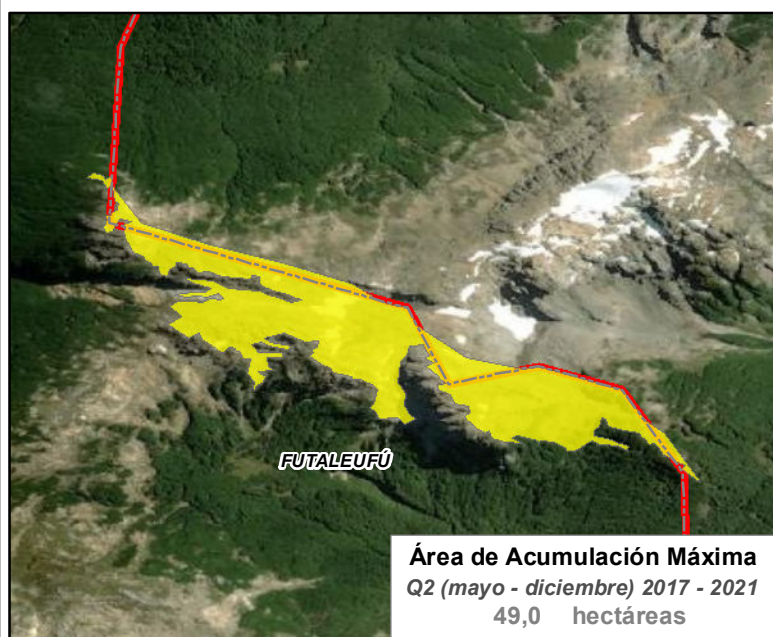 FUTALEUFÚ
Área de Acumulación Máxima
Q2 (mayo - diciembre) 2017 - 2021
49,0 hectáreas